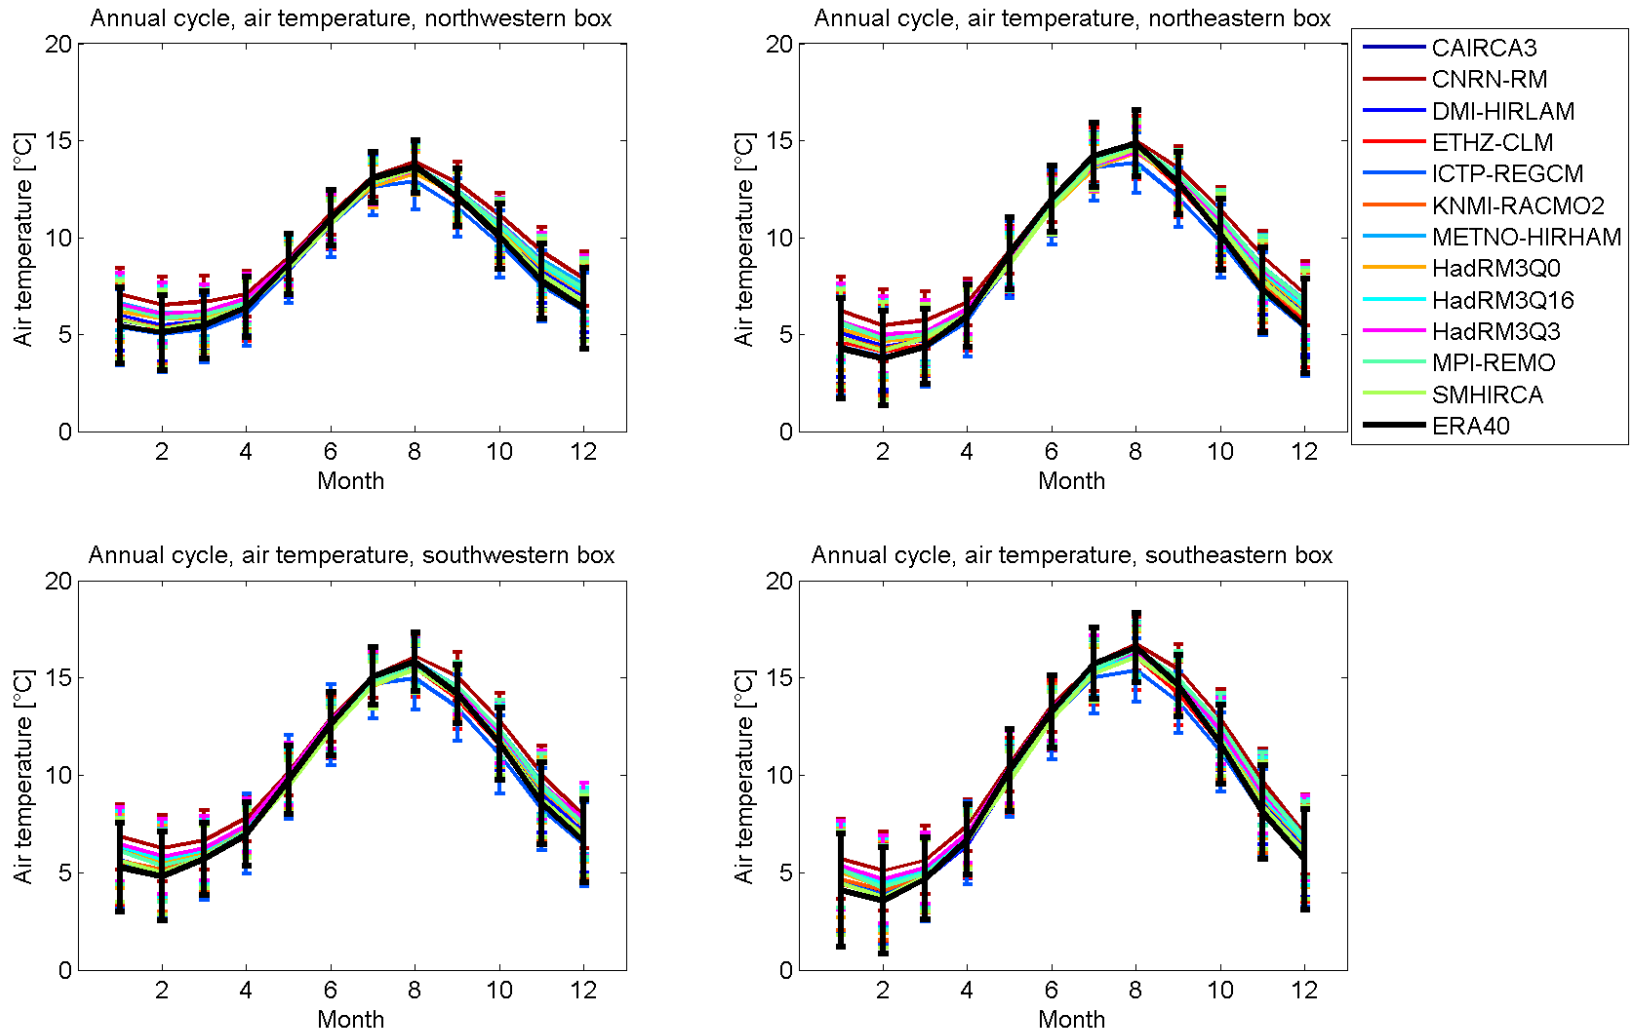 Annual cycle, air temperature, northwestern box
20
15
10
5
0
Air temperature [°C]
2 4 6 8 10 12
Month
Annual cycle, air temperature, northeastern box
20
15
10
5
0
Air temperature [°C]
2 4 6 8 10 12
Month
CAIRCA3
CNRN-RM
DMI-HIRLAM
ETHZ-CLM
ICTP-REGCM
KNMI-RACMO2
METNO-HIRHAM
HadRM3Q0
HadRM3Q16
HadRM3Q3
MPI-REMO
SMHIRCA
ERA40
Annual cycle, air temperature, southwestern box
20
15
10
5
0
Air temperature [°C]
2 4 6 8 10 12
Month
Annual cycle, air temperature, southeastern box
20
15
10
5
0
Air temperature [°C]
2 4 6 8 10 12
Month